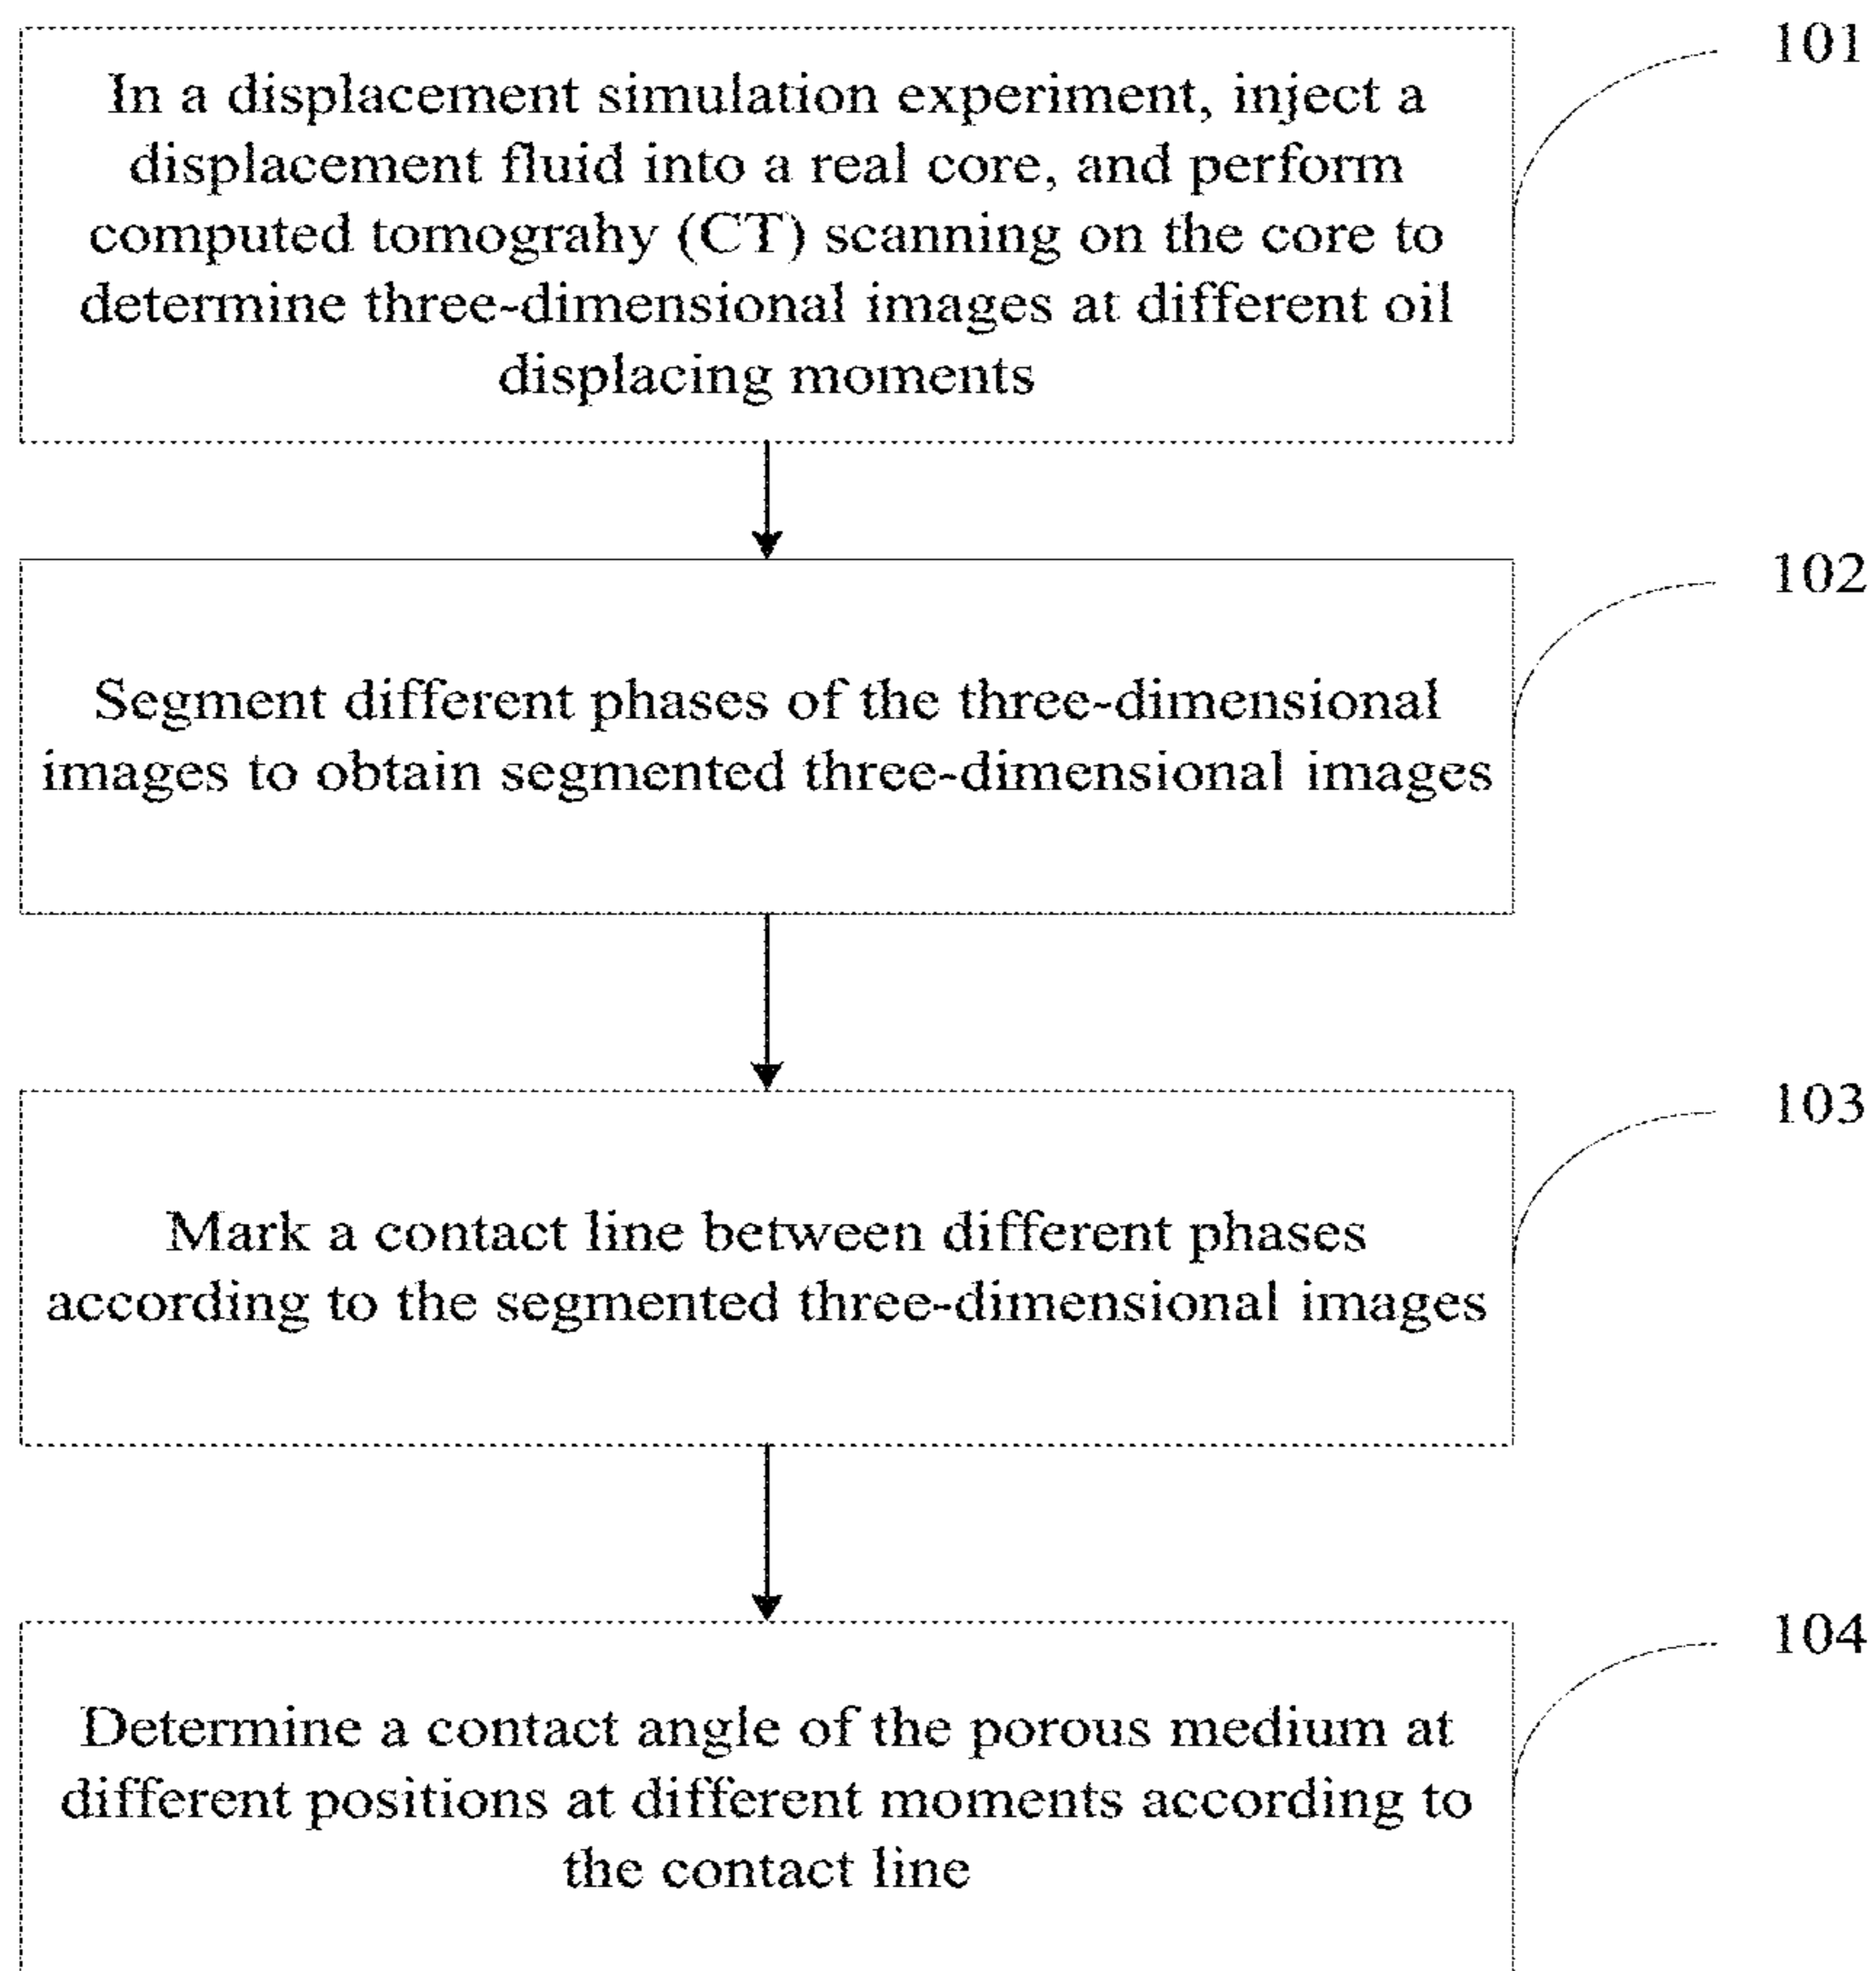 101
In a displacement simulation experiment, inject a
displacement fluid into a real core, and perform
computed tomograhy (CT) scanning on the core to
determine three-dimensional images at different oil
displacing moments
102
Segment different phases of the three-dimensional
images to obtain segmented three-dimensional images
103
Mark a contact line between different phases
according to the segmented three-dimensional images
104
Determine a contact angle of the porous medium at
different positions at different moments according to
the contact line